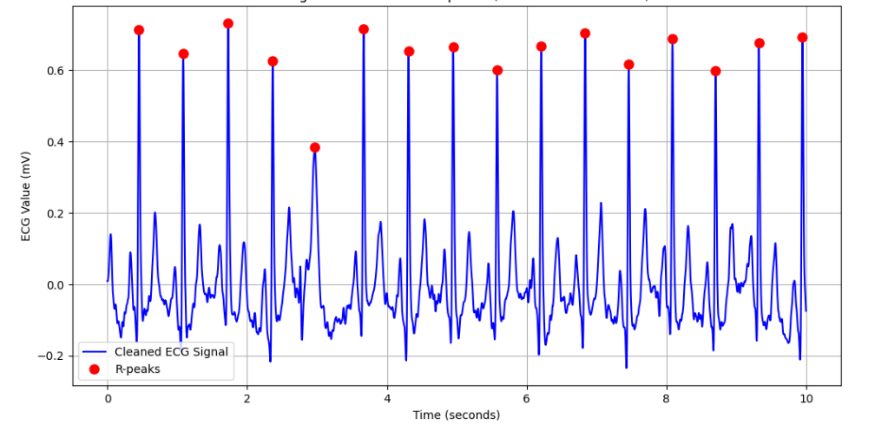 0.6
0.4
0.2
0.0
−0.2
ECG Value (mV)
Cleaned ECG Signal
R-peaks
0 2 4 6 8 10
Time (seconds)